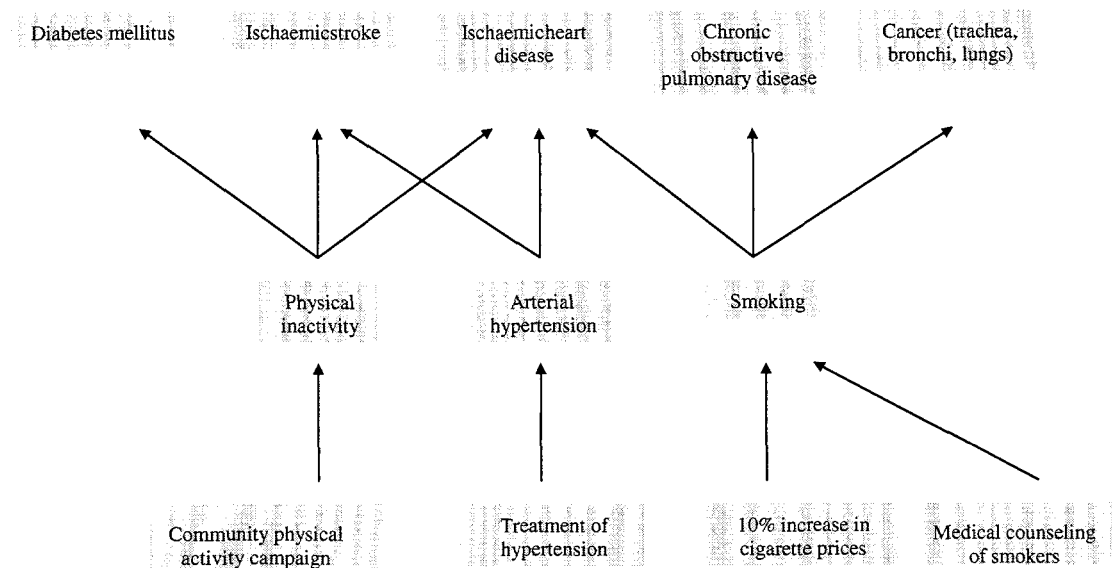 Diabetes mellitus
Ischaemicstroke
Ischaemicheart
disease
Chronic
obstructive
pulmonary disease
Cancer (trachea,
bronchi, lungs)
Physical
inactivity
Arterial
hypertension
Smoking
Community physical
activity campaign
Treatment of
hypertension
10% increase in
cigarette prices
Medical counseling
of smokers